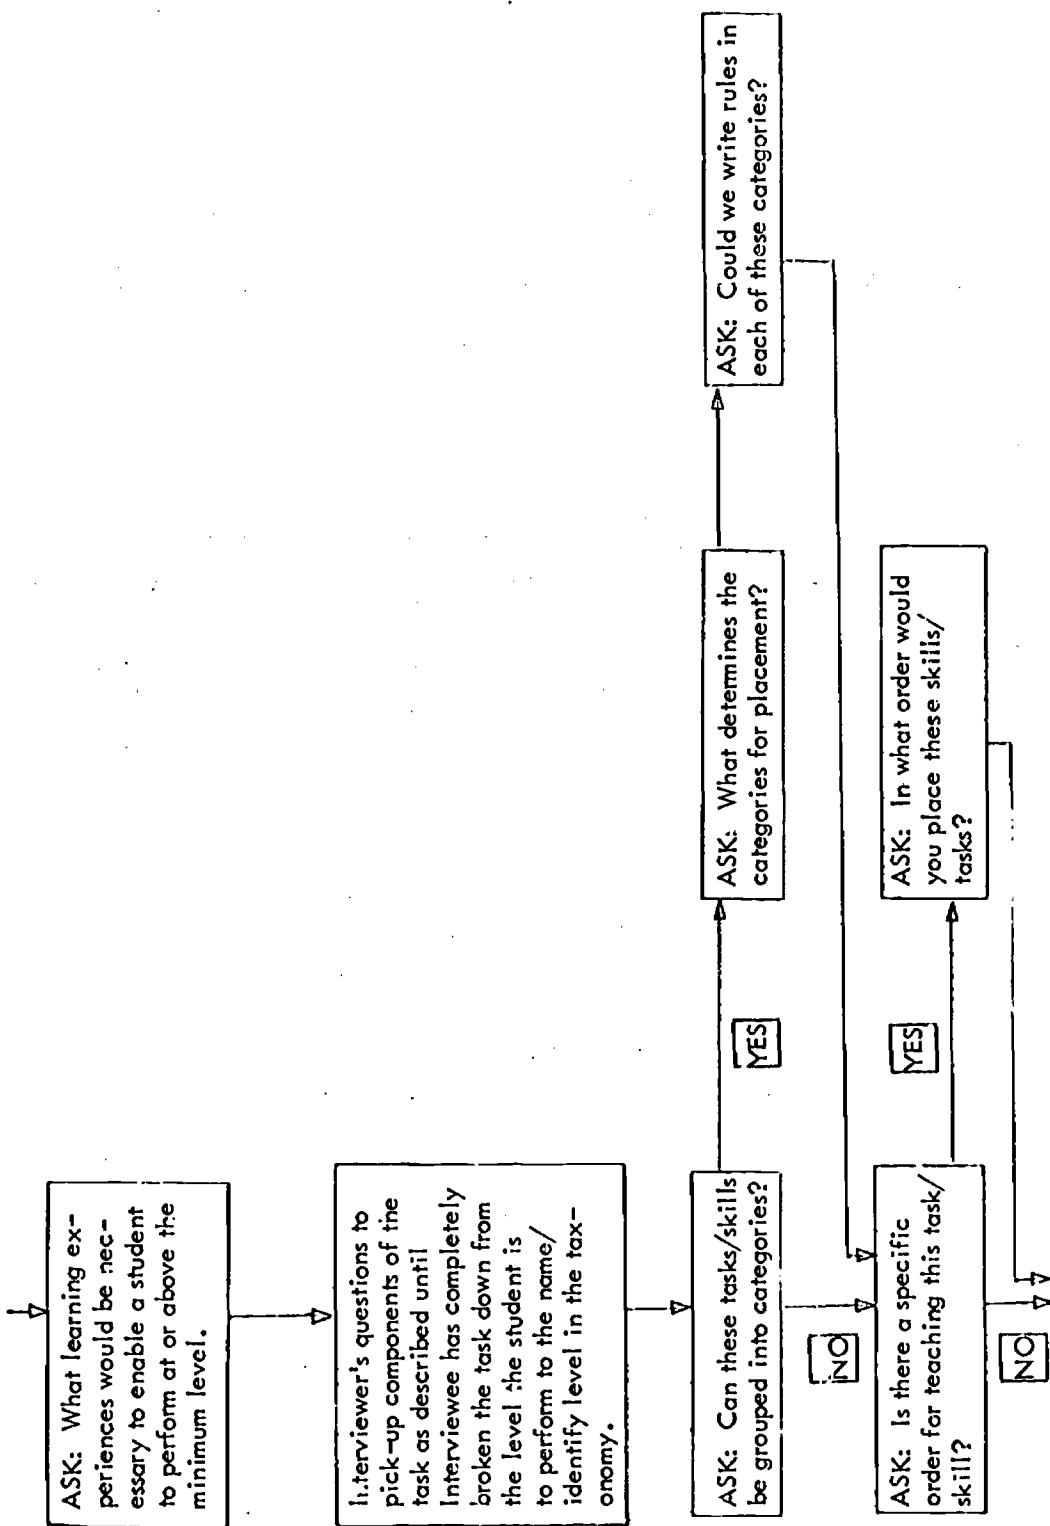 ASK: What learning ex-
periences would be nec-
essary to enable a student
to perform at or above the
minimum level.
I.terviewer's questions to
pick-up components of the
task as described until
Interviewee has completely
broken the task down from
the level the student is
to perform to the name/
identify level in the tax-
onomy.
ASK: Can these tasks/skills
be grouped into categories?
YES
ASK: What determines the
categories for placement?
ASK: Could we write rules in
each of these categories?
NO
ASK: Is there a specific
order for teaching this task/
skill?
YES
ASK: In what order would
you place these skills/
tasks?
NO